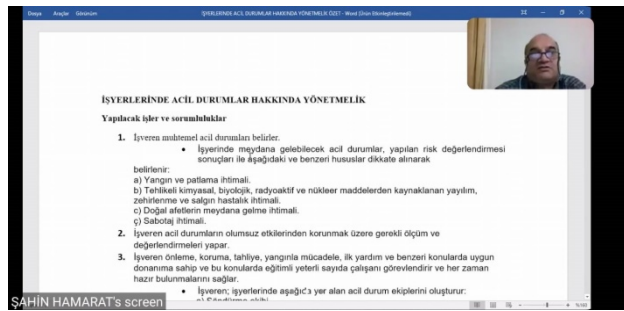 Dosya Araçlar Görünüm
İŞYERLERİNDE ACİL DURUMLAR HAKKINDA YÖNETMELİK ÖZET - Word (Ürün Etkinleştirilemedi)
İŞYERLERİNDE ACİL DURUMLAR HAKKINDA YÖNETMELİK
Yapılacak işler ve sorumluluklar
1. İşveren muhtemel acil durumları belirler.
• İşyerinde meydana gelebilecek acil durumlar, yapılan risk değerlendirmesi
sonuçları ile aşağıdaki ve benzeri hususlar dikkate alınarak
belirlenir:
a) Yangın ve patlama ihtimali.
b) Tehlikeli kimyasal, biyolojik, radyoaktif ve nükleer maddelerden kaynaklanan yayılım,
zehirlenme ve salgın hastalık ihtimali.
c) Doğal afetlerin meydana gelme ihtimali.
ç) Sabotaj ihtimali.
2. İşveren acil durumların olumsuz etkilerinden korunmak üzere gerekli ölçüm ve
değerlendirmeleri yapar.
3. İşveren önleme, koruma, tahliye, yangınla mücadele, ilk yardım ve benzeri konularda uygun
donanıma sahip ve bu konularda eğitimli yeterli sayıda çalışanı görevlendirir ve her zaman
hazır bulunmalarını sağlar.
• İşveren; işyerlerinde aşağıda yer alan acil durum ekiplerini oluşturur:
a) Söndürme ekibi
ŞAHİN HAMARAT's screen